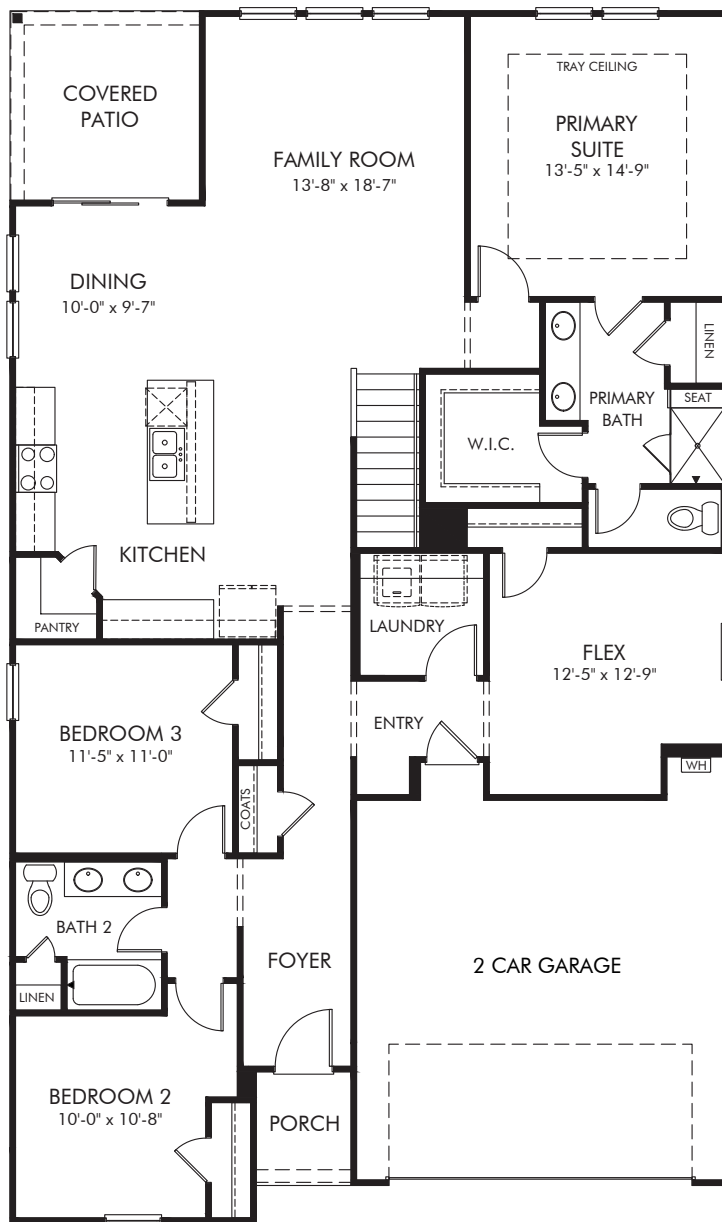 TRAY CEILING
COVERED
PATIO
PRIMARY
SUITE
13'-5" x 14'-9"
FAMILY ROOM
13'-8" x 18'-7"
DINING
10'-0" x 9'-7"
LINEN
PRIMARY
BATH
SEAT
W.I.C.
KITCHEN
PANTRY
LAUNDRY
FLEX
12'-5" x 12'-9"
ENTRY
BEDROOM 3
11'-5" x 11'-0"
WH
COATS
BATH 2
LINEN
FOYER
2 CAR GARAGE
BEDROOM 2
10'-0" x 10'-8"
PORCH